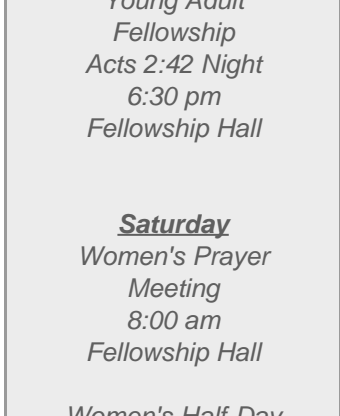 Young Adult
Fellowship
Acts 2:42 Night
6:30 pm
Fellowship Hall
Saturday
Women's Prayer
Meeting
8:00 am
Fellowship Hall
Women's Half-Day